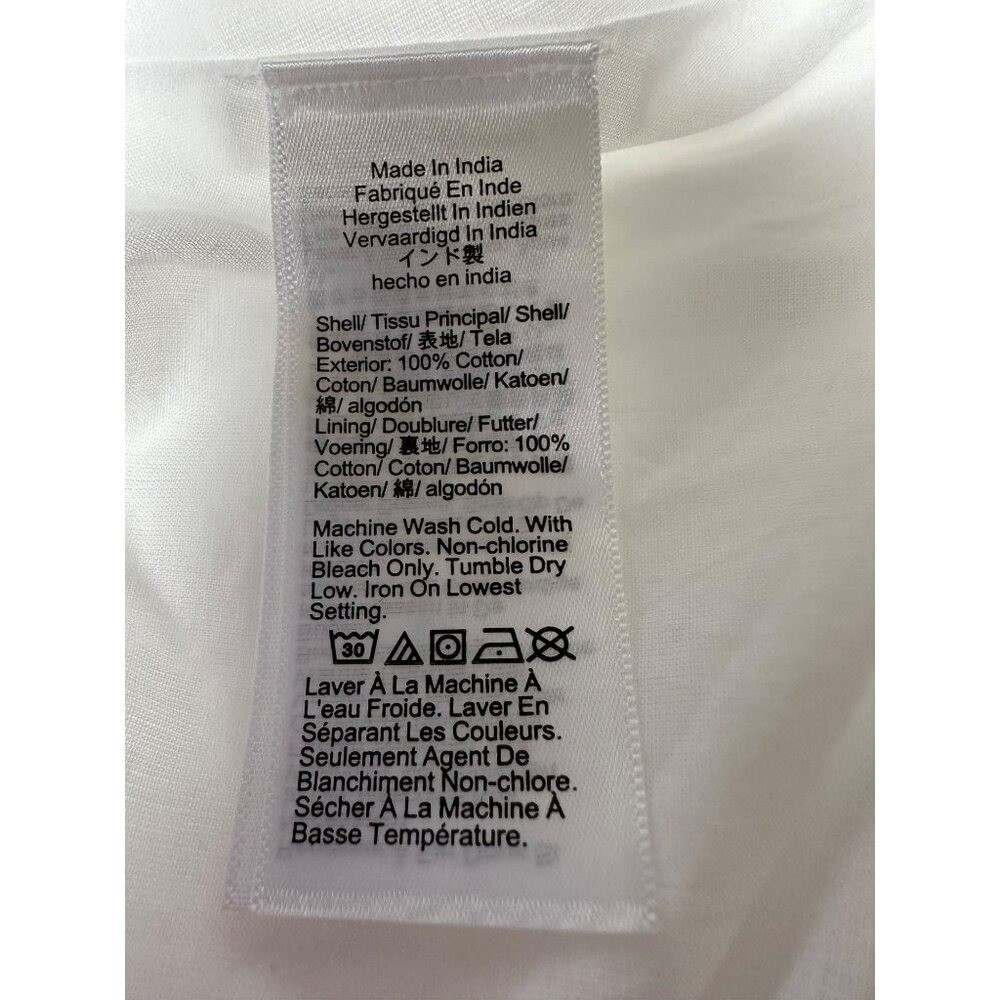 Made In India
Fabriqué En Inde
Hergestellt In Indien
Vervaardigd In India
インド製
hecho en india
Shell/ Tissu Principal/ Shell/
Bovenstof/ 表地/ Tela
Exterior: 100% Cotton/
Coton/ Baumwolle/ Katoen/
綿/ algodón
Lining/ Doublure/ Futter/
Voering/ 裏地/ Forro: 100%
Cotton/ Coton/ Baumwolle/
Katoen/ 綿/ algodón
Machine Wash Cold. With
Like Colors. Non-chlorine
Bleach Only. Tumble Dry
Low. Iron On Lowest
Setting.
30
Laver À La Machine À
L'eau Froide. Laver En
Séparant Les Couleurs.
Seulement Agent De
Blanchiment Non-chlore.
Sécher À La Machine À
Basse Température.